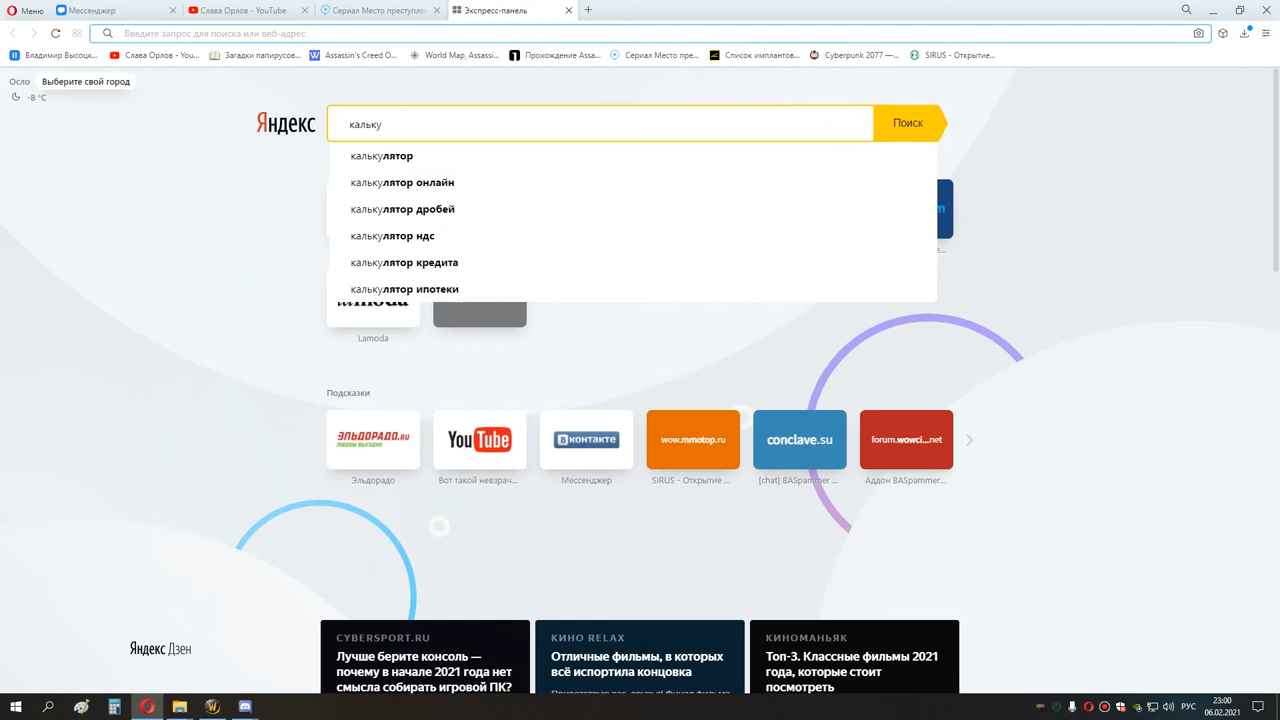 Меню
Мессенджер
Слава Орлов - YouTube
Сериал Место преступлен
Экспресс-панель
Введите запрос для поиска или веб-адрес
Владимир Высоцк...
Слава Орлов - You...
Загадки папирусов...
Assassin's Creed O...
World Map, Assassi...
Прохождение Assa...
Сериал Место пре...
Список имплантов...
Cyberpunk 2077 —...
SIRUS - Открытие...
Осло
Выберите свой город
-8 °C
Яндекс
кальку
Поиск
калькулятор
калькулятор онлайн
калькулятор дробей
калькулятор ндс
калькулятор кредита
калькулятор ипотеки
Lamoda
Подсказки
ЭЛЬДОРАДО.RU
ЛЮДЯМ ВЫГОДНО
YouTube
ВКОНТАКТЕ
wow.mmotop.ru
conclave.su
forum.wowci...net
Эльдорадо
Вот такой невзрач...
Мессенджер
SIRUS - Открытие ...
[chat] BASpammer ...
Аддон BASpammer...
Яндекс Дзен
CYBERSPORT.RU
Лучше берите консоль —
почему в начале 2021 года нет
смысла собирать игровой ПК?
КИНО RELAX
Отличные фильмы, в которых
всё испортила концовка
КИНОМАНЬЯК
Топ-3. Классные фильмы 2021
года, которые стоит
посмотреть
РУС
23:00
06.02.2021